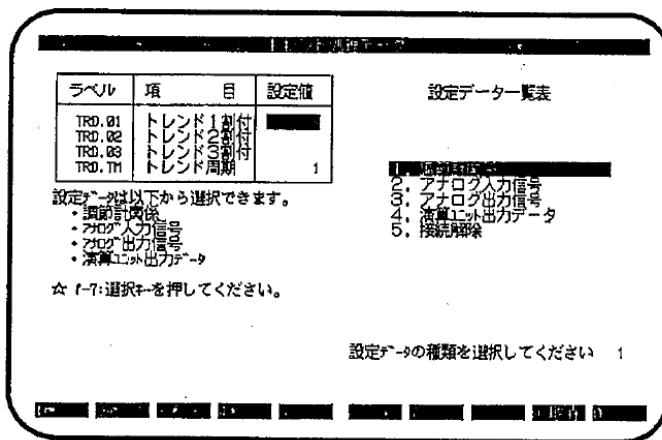 ラベル 項 目 設定値
TRD.01 トレンド1割付
TRD.02 トレンド2割付
TRD.03 トレンド3割付
TRD.TM トレンド周期 1
設定ﾃﾞｰﾀは以下から選択できます。
・調節計関係
・ｱﾅﾛｸﾞ入力信号
・ｱﾅﾛｸﾞ出力信号
・演算ﾕﾆｯﾄ出力ﾃﾞｰﾀ
☆ f-7:選択ｷｰを押してください。
設定データ一覧表
1.
2. アナログ入力信号
3. アナログ出力信号
4. 演算ﾕﾆｯﾄ出力データ
5. 接続解除
設定ﾃﾞｰﾀの種類を選択してください 1